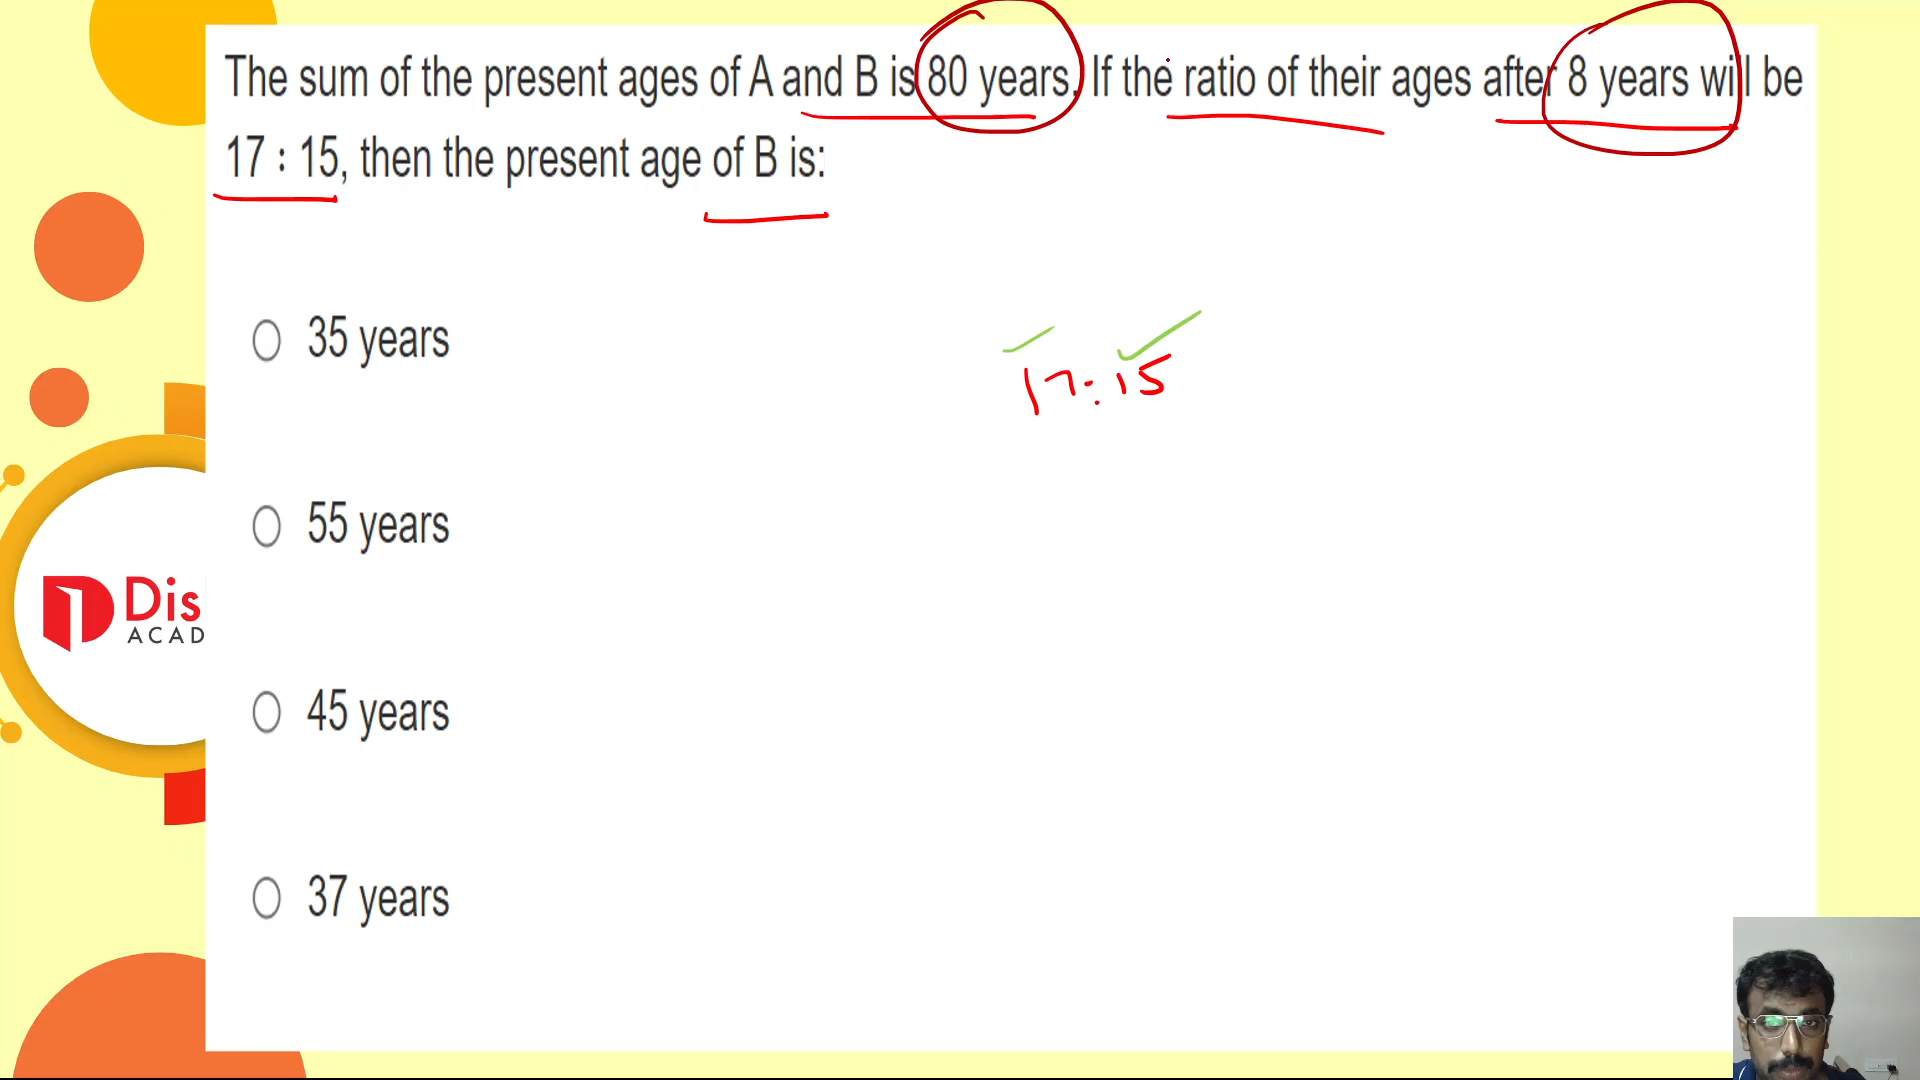 The sum of the present ages of A and B is 80 years. If the ratio of their ages after 8 years will be
17 : 15, then the present age of B is:
35 years
17:15
55 years
Dis
ACAD
45 years
37 years